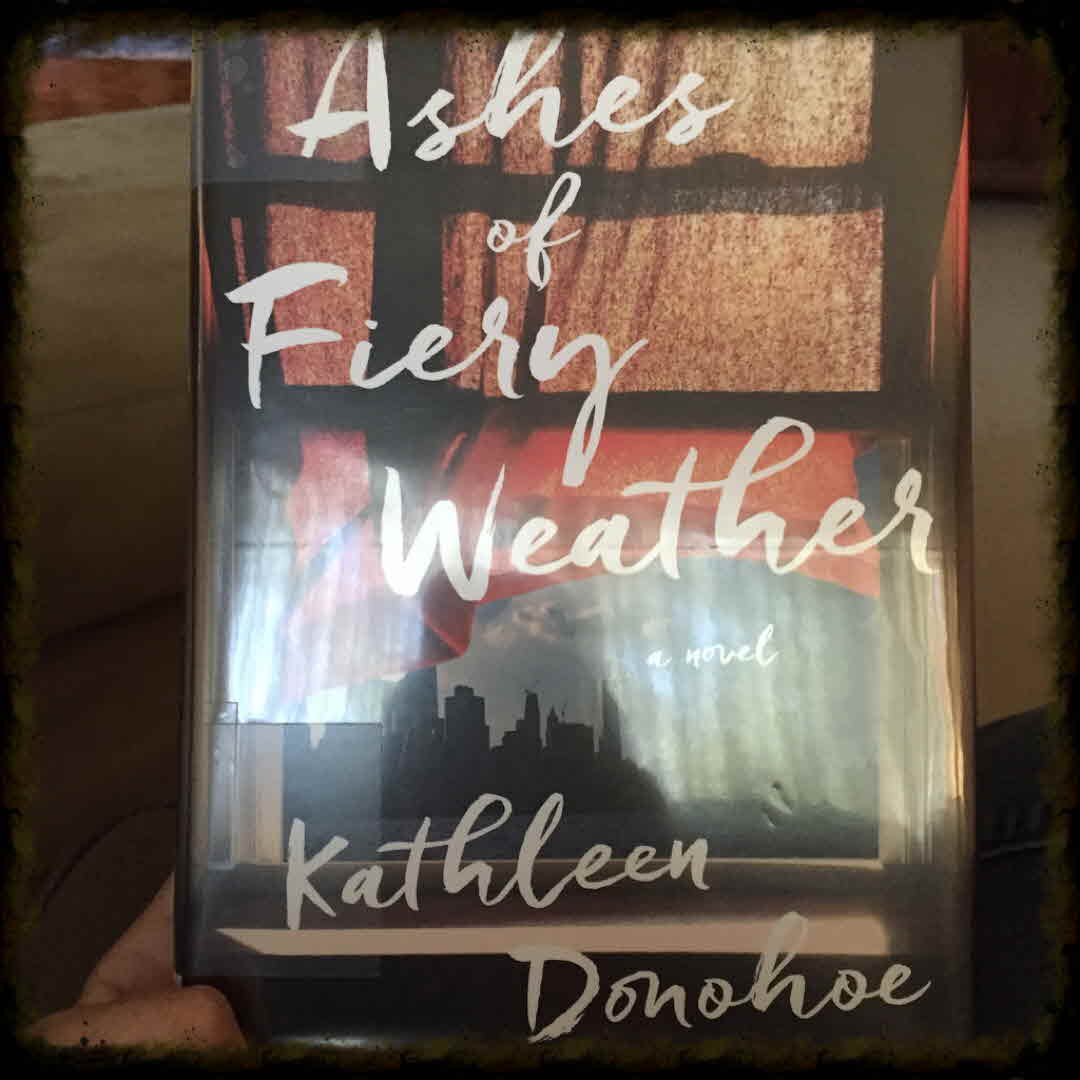 Ashes
of
Fiery
Weather
a novel
Kathleen
Donohoe